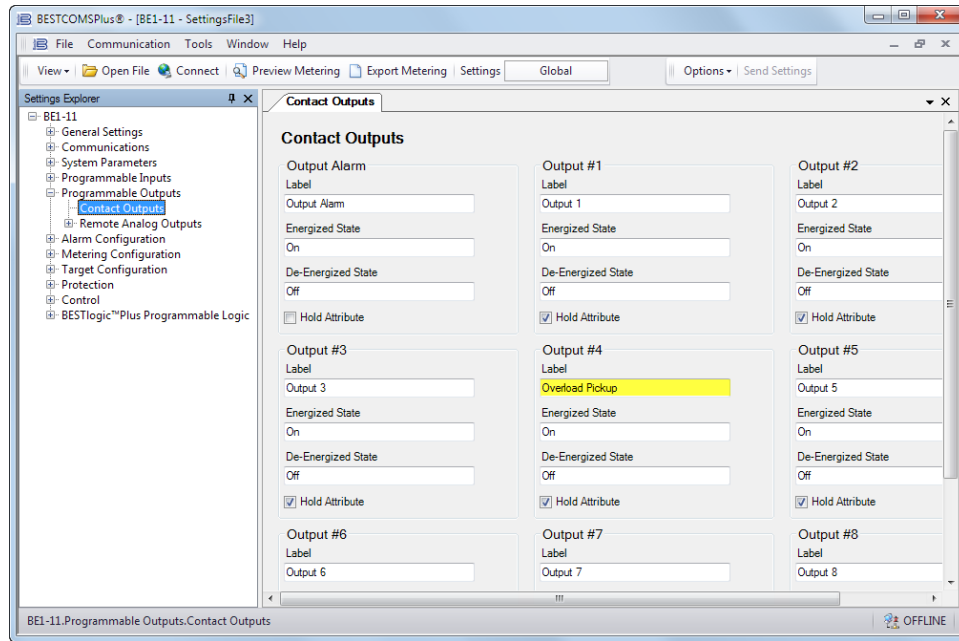 BESTCOMSPlus® - [BE1-11 - SettingsFile3]
File Communication Tools Window Help
View Open File Connect Preview Metering Export Metering Settings Global Options Send Settings
Settings Explorer
BE1-11
General Settings
Communications
System Parameters
Programmable Inputs
Programmable Outputs
Contact Outputs
Remote Analog Outputs
Alarm Configuration
Metering Configuration
Target Configuration
Protection
Control
BESTlogic™Plus Programmable Logic
Contact Outputs
Contact Outputs
Output Alarm
Label
Output Alarm
Energized State
On
De-Energized State
Off
Hold Attribute
Output #1
Label
Output 1
Energized State
On
De-Energized State
Off
Hold Attribute
Output #2
Label
Output 2
Energized State
On
De-Energized State
Off
Hold Attribute
Output #3
Label
Output 3
Energized State
On
De-Energized State
Off
Hold Attribute
Output #4
Label
Overload Pickup
Energized State
On
De-Energized State
Off
Hold Attribute
Output #5
Label
Output 5
Energized State
On
De-Energized State
Off
Hold Attribute
Output #6
Label
Output 6
Output #7
Label
Output 7
Output #8
Label
Output 8
BE1-11.Programmable Outputs.Contact Outputs
OFFLINE